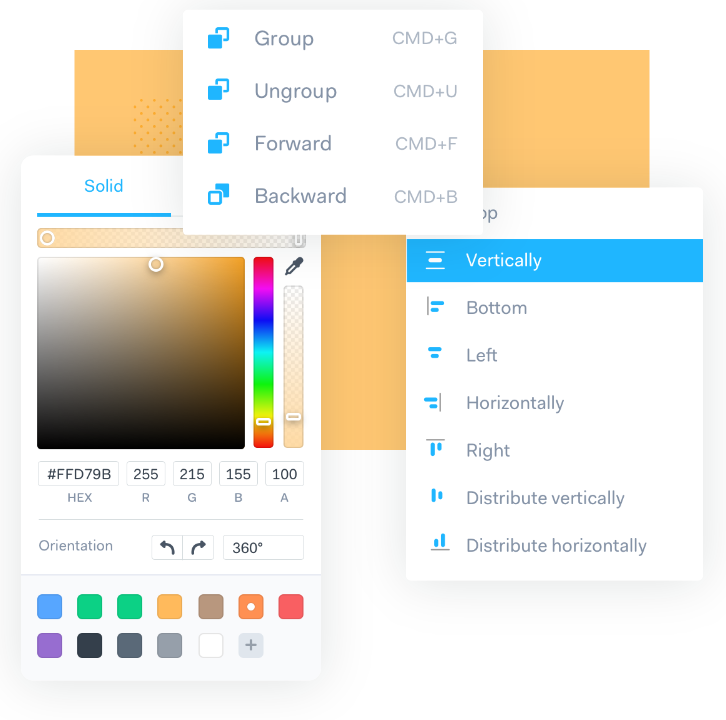 Group CMD+G
Ungroup CMD+U
Forward CMD+F
Backward CMD+B
Solid
#FFD79B 255 215 155 100
HEX R G B A
Orientation 360°
op
Vertically
Bottom
Left
Horizontally
Right
Distribute vertically
Distribute horizontally